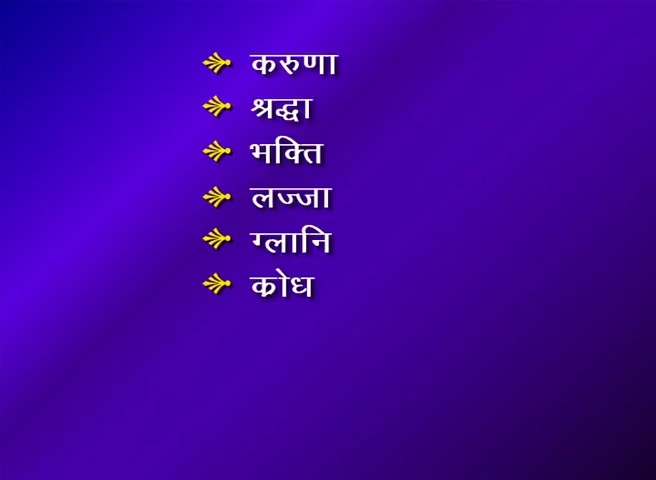 करुणा
श्रद्धा
भक्ति
लज्जा
ग्लानि
क्रोध